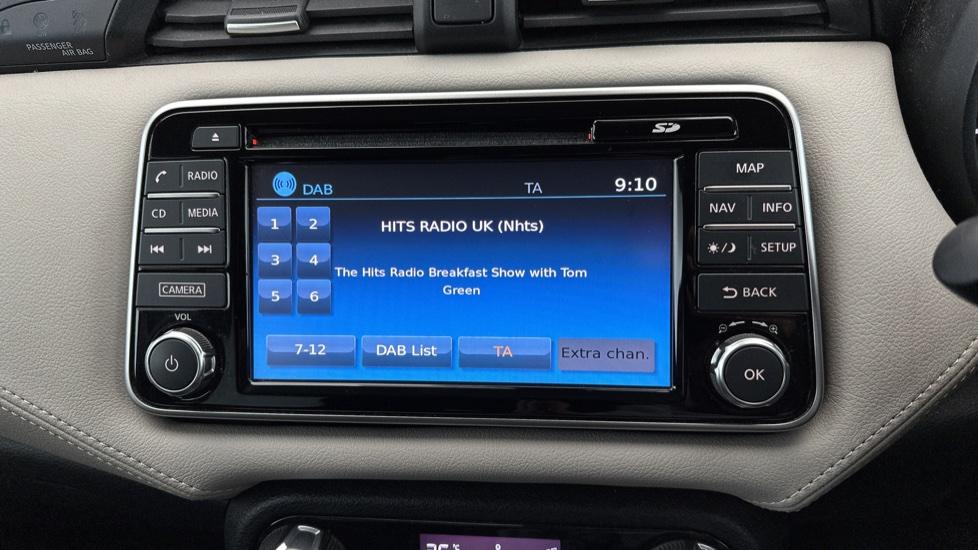 PASSENGER
AIR BAG
SD
RADIO
MAP
CD
MEDIA
NAV
INFO
SETUP
CAMERA
BACK
VOL
OK
DAB
TA
9:10
1
2
HITS RADIO UK (Nhts)
3
4
The Hits Radio Breakfast Show with Tom
Green
5
6
7-12
DAB List
TA
Extra chan.